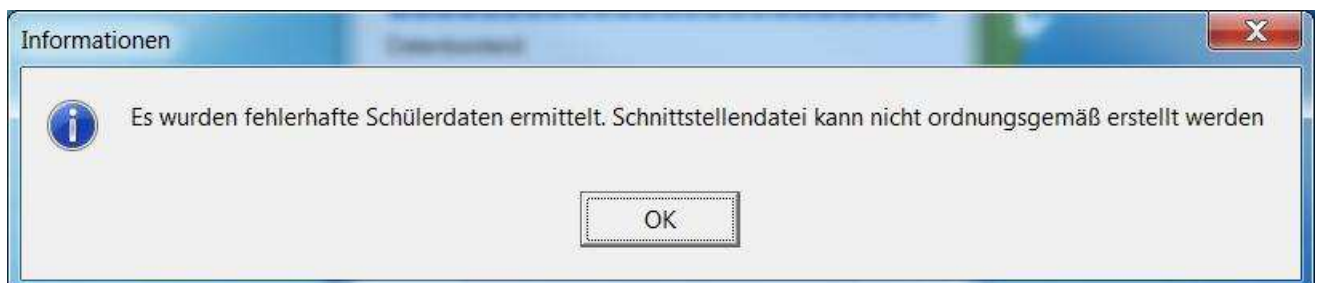 Informationen
Es wurden fehlerhafte Schülerdaten ermittelt. Schnittstellendatei kann nicht ordnungsgemäß erstellt werden
OK